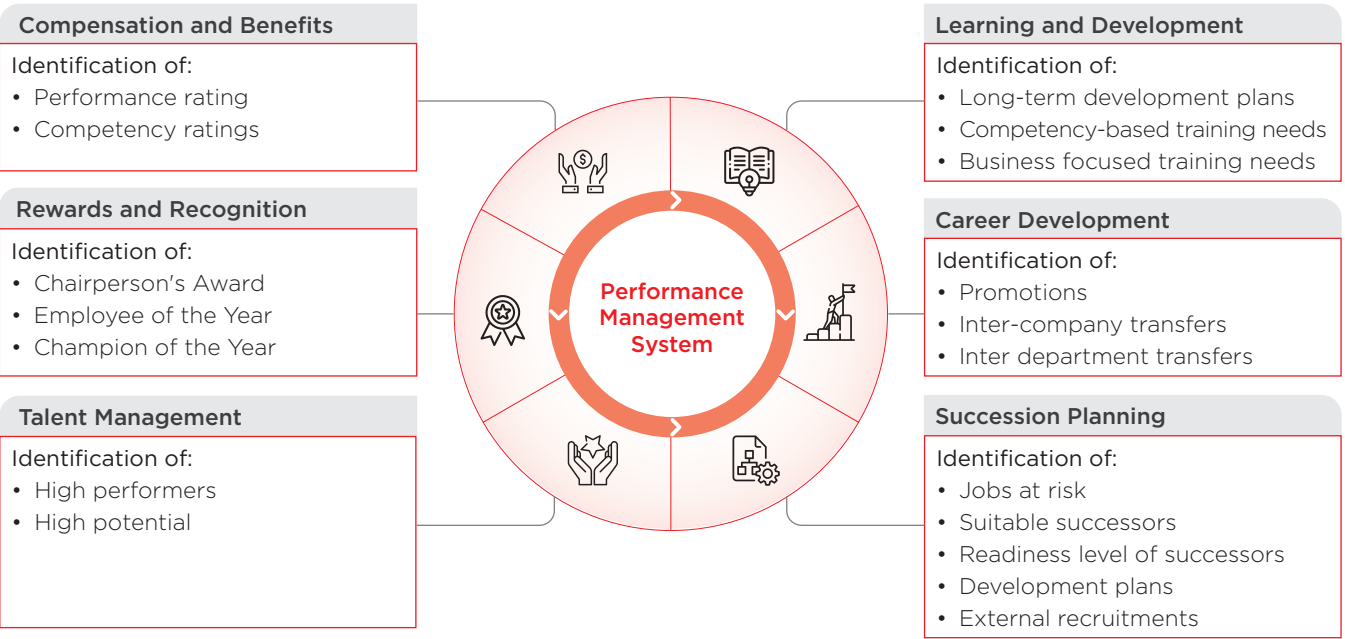 Compensation and Benefits
Identification of:
• Performance rating
• Competency ratings
Rewards and Recognition
Identification of:
• Chairperson's Award
• Employee of the Year
• Champion of the Year
Talent Management
Identification of:
• High performers
• High potential
$
Performance
Management
System
Learning and Development
Identification of:
• Long-term development plans
• Competency-based training needs
• Business focused training needs
Career Development
Identification of:
• Promotions
• Inter-company transfers
• Inter department transfers
Succession Planning
Identification of:
• Jobs at risk
• Suitable successors
• Readiness level of successors
• Development plans
• External recruitments